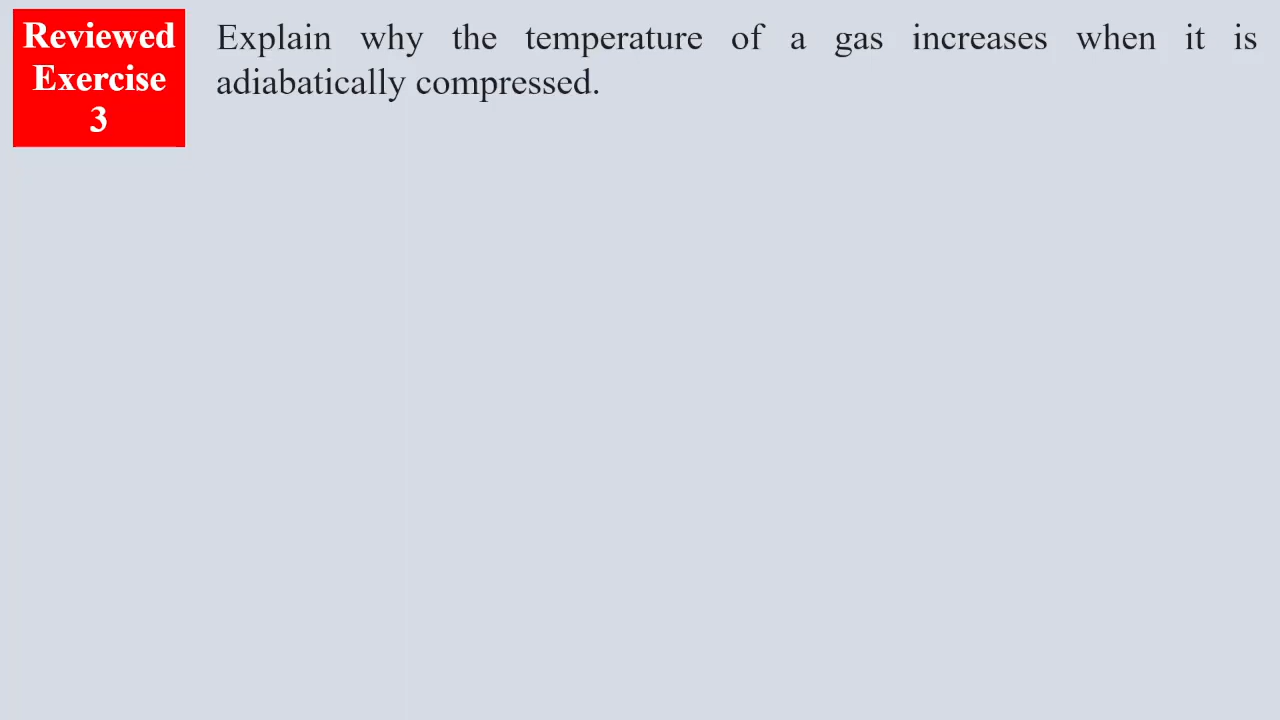 Reviewed
Exercise
3
Explain why the temperature of a gas increases when it is
adiabatically compressed.